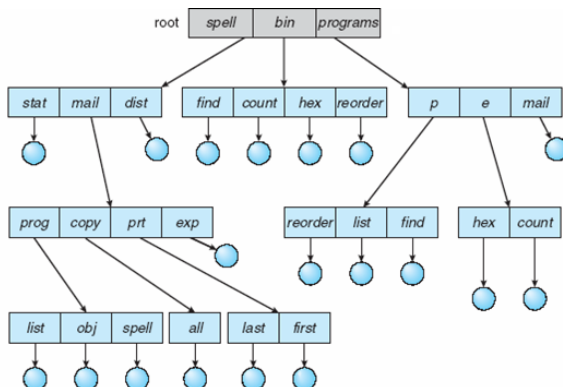 root spell bin programs
stat mail dist find count hex reorder p e mail
prog copy prt exp reorder list find hex count
list obj spell all last first